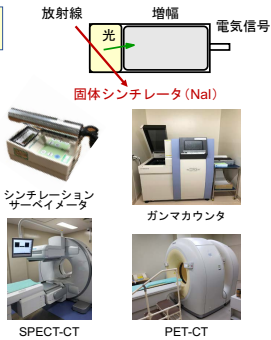 放射線
増幅
電気信号
光
固体シンチレータ(NaI)
シンチレーション
サーベイメータ
ガンマカウンタ
SPECT-CT
PET-CT